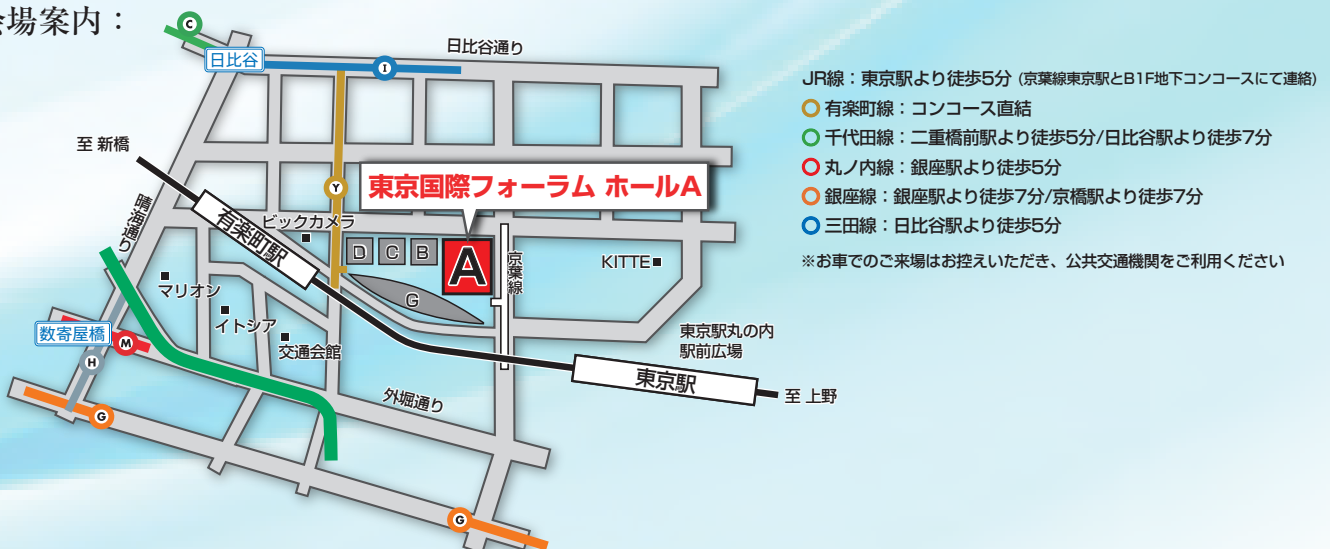 場案内：
C
日比谷
I
日比谷通り
至 新橋
Y
東京国際フォーラム ホールA
晴海通り
有楽町駅
ビックカメラ
D
C
B
A
G
京葉線
KITTE
マリオン
イトシア
交通会館
数寄屋橋
M
H
G
東京駅丸の内
駅前広場
東京駅
至 上野
外堀通り
G
JR線：東京駅より徒歩5分 (京葉線東京駅とB1F地下コンコースにて連絡)
有楽町線：コンコース直結
千代田線：二重橋前駅より徒歩5分/日比谷駅より徒歩7分
丸ノ内線：銀座駅より徒歩5分
銀座線：銀座駅より徒歩7分/京橋駅より徒歩7分
三田線：日比谷駅より徒歩5分
※お車でのご来場はお控えいただき、公共交通機関をご利用ください